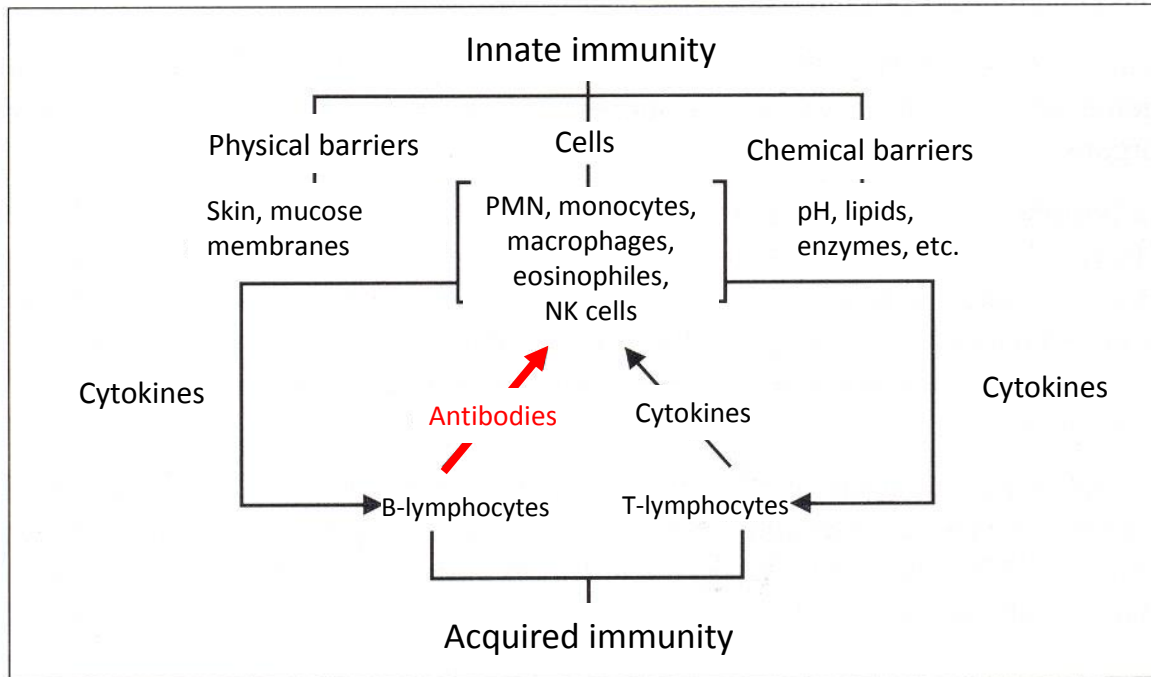 Innate immunity
Physical barriers
Cells
Chemical barriers
Skin, mucose
membranes
PMN, monocytes,
macrophages,
eosinophiles,
NK cells
pH, lipids,
enzymes, etc.
Cytokines
Antibodies
Cytokines
Cytokines
B-lymphocytes
T-lymphocytes
Acquired immunity